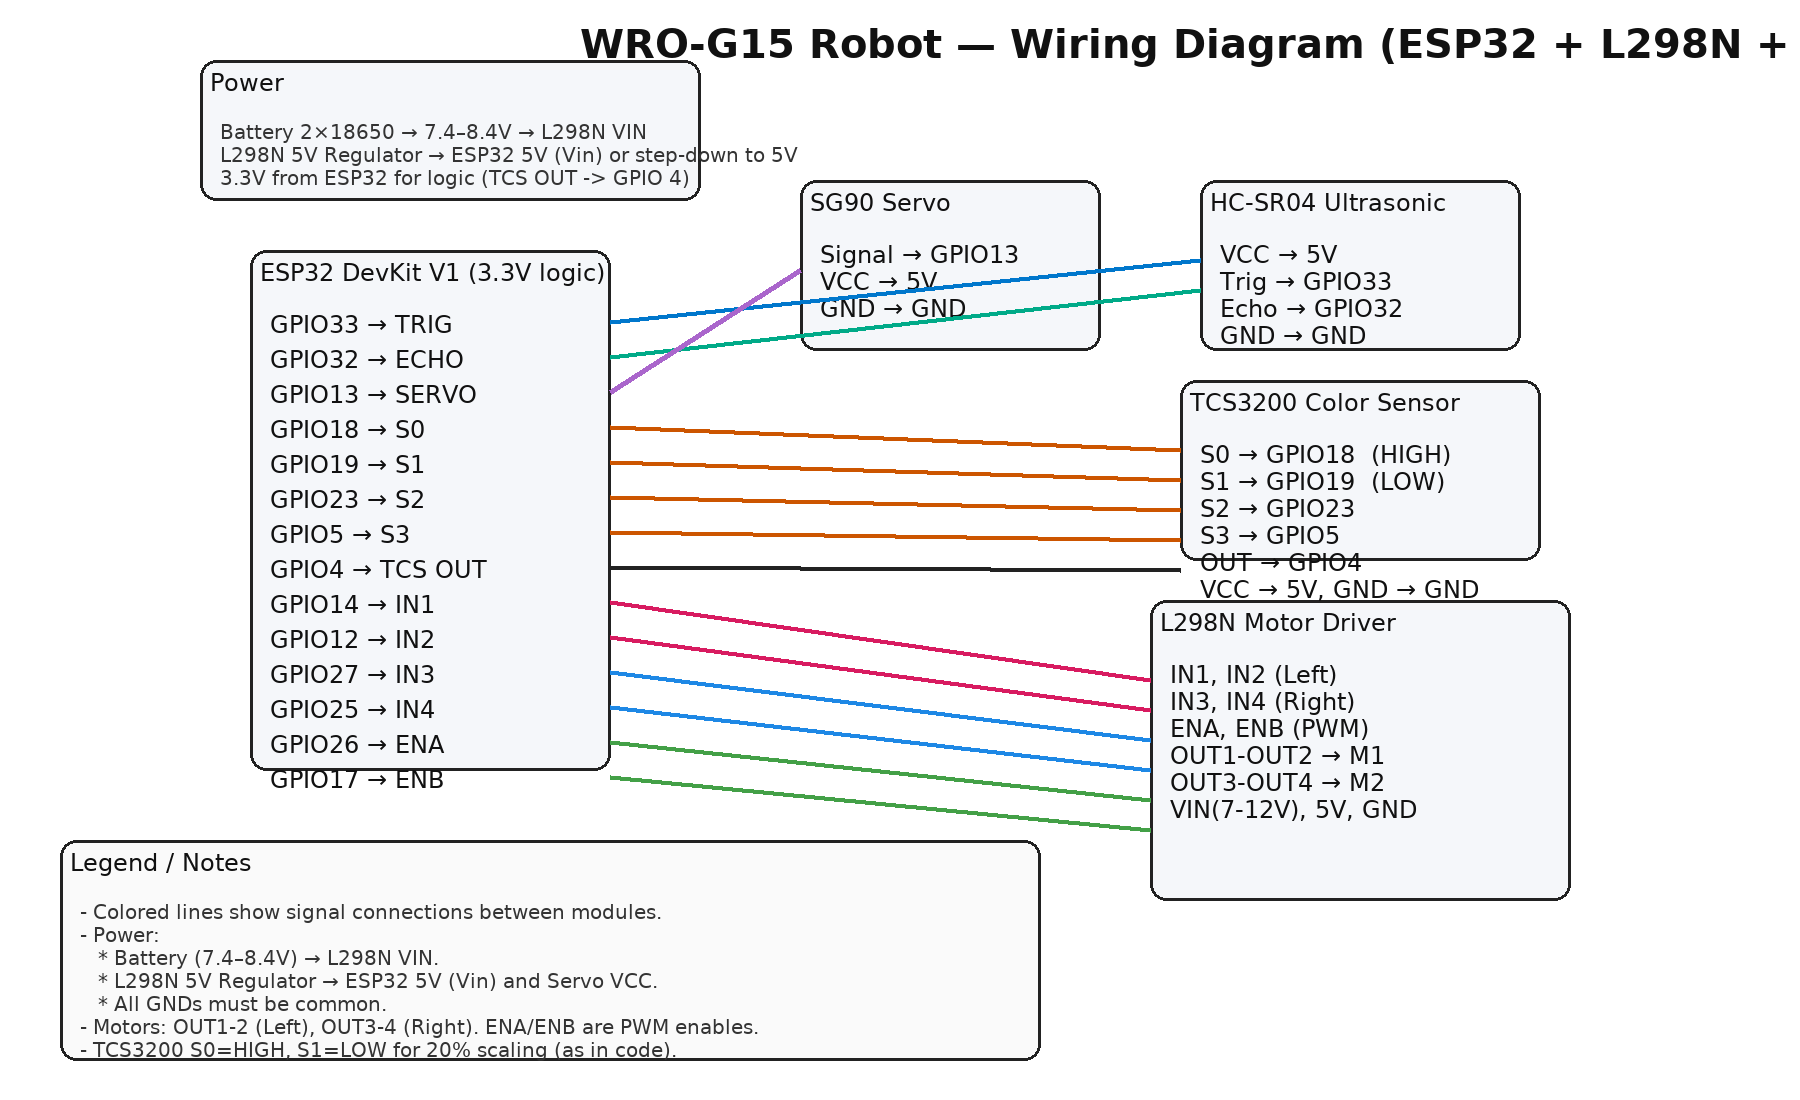 WRO-G15 Robot — Wiring Diagram (ESP32 + L298N +
Power
Battery 2×18650 → 7.4–8.4V → L298N VIN
L298N 5V Regulator → ESP32 5V (Vin) or step-down to 5V
3.3V from ESP32 for logic (TCS OUT -> GPIO 4)
SG90 Servo
Signal → GPIO13
VCC → 5V
GND → GND
HC-SR04 Ultrasonic
VCC → 5V
Trig → GPIO33
Echo → GPIO32
GND → GND
ESP32 DevKit V1 (3.3V logic)
GPIO33 → TRIG
GPIO32 → ECHO
GPIO13 → SERVO
GPIO18 → S0
GPIO19 → S1
GPIO23 → S2
GPIO5 → S3
GPIO4 → TCS OUT
GPIO14 → IN1
GPIO12 → IN2
GPIO27 → IN3
GPIO25 → IN4
GPIO26 → ENA
GPIO17 → ENB
TCS3200 Color Sensor
S0 → GPIO18  (HIGH)
S1 → GPIO19  (LOW)
S2 → GPIO23
S3 → GPIO5
OUT → GPIO4
VCC → 5V, GND → GND
L298N Motor Driver
IN1, IN2 (Left)
IN3, IN4 (Right)
ENA, ENB (PWM)
OUT1-OUT2 → M1
OUT3-OUT4 → M2
VIN(7-12V), 5V, GND
Legend / Notes
- Colored lines show signal connections between modules.
- Power:
* Battery (7.4–8.4V) → L298N VIN.
* L298N 5V Regulator → ESP32 5V (Vin) and Servo VCC.
* All GNDs must be common.
- Motors: OUT1-2 (Left), OUT3-4 (Right). ENA/ENB are PWM enables.
- TCS3200 S0=HIGH, S1=LOW for 20% scaling (as in code).